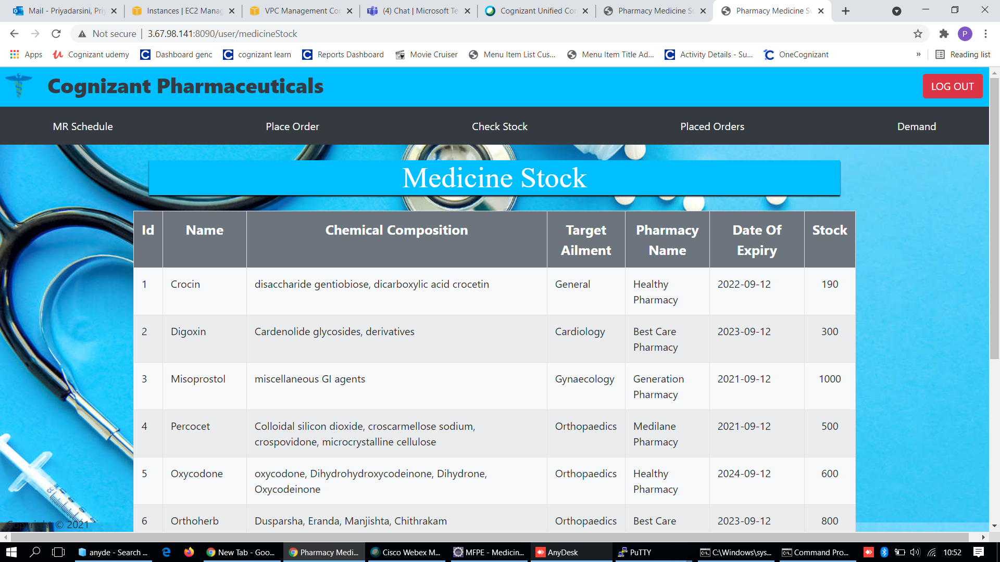 Mail - Priyadarsini, Pri
Instances | EC2 Manag
VPC Management Con
(4) Chat | Microsoft Te
Cognizant Unified Con
Pharmacy Medicine Su
Pharmacy Medicine Su
Not secure | 3.67.98.141:8090/user/medicineStock
P
Apps
Cognizant udemy
Dashboard genc
cognizant learn
Reports Dashboard
Movie Cruiser
Menu Item List Cus...
Menu Item Title Ad...
Activity Details - Su...
OneCognizant
»
Reading list
Cognizant Pharmaceuticals
LOG OUT
MR Schedule
Place Order
Check Stock
Placed Orders
Demand
Medicine Stock
Id Name Chemical Composition Target Ailment Pharmacy Name Date Of Expiry Stock
1 Crocin disaccharide gentiobiose, dicarboxylic acid crocetin General Healthy Pharmacy 2022-09-12 190
2 Digoxin Cardenolide glycosides, derivatives Cardiology Best Care Pharmacy 2023-09-12 300
3 Misoprostol miscellaneous GI agents Gynaecology Generation Pharmacy 2021-09-12 1000
4 Percocet Colloidal silicon dioxide, croscarmellose sodium, crospovidone, microcrystalline cellulose Orthopaedics Medilane Pharmacy 2021-09-12 500
5 Oxycodone oxycodone, Dihydrohydroxycodeinone, Dihydrone, Oxycodeinone Orthopaedics Healthy Pharmacy 2024-09-12 600
6 Orthoherb Dusparsha, Eranda, Manjishta, Chithrakam Orthopaedics Best Care 2023-09-12 800
Copyright © 2021
anyde - Search ...
New Tab - Goo...
Pharmacy Medi...
Cisco Webex M...
MFPE - Medicin...
AnyDesk
PuTTY
C:\Windows\sys...
Command Pro...
10:52